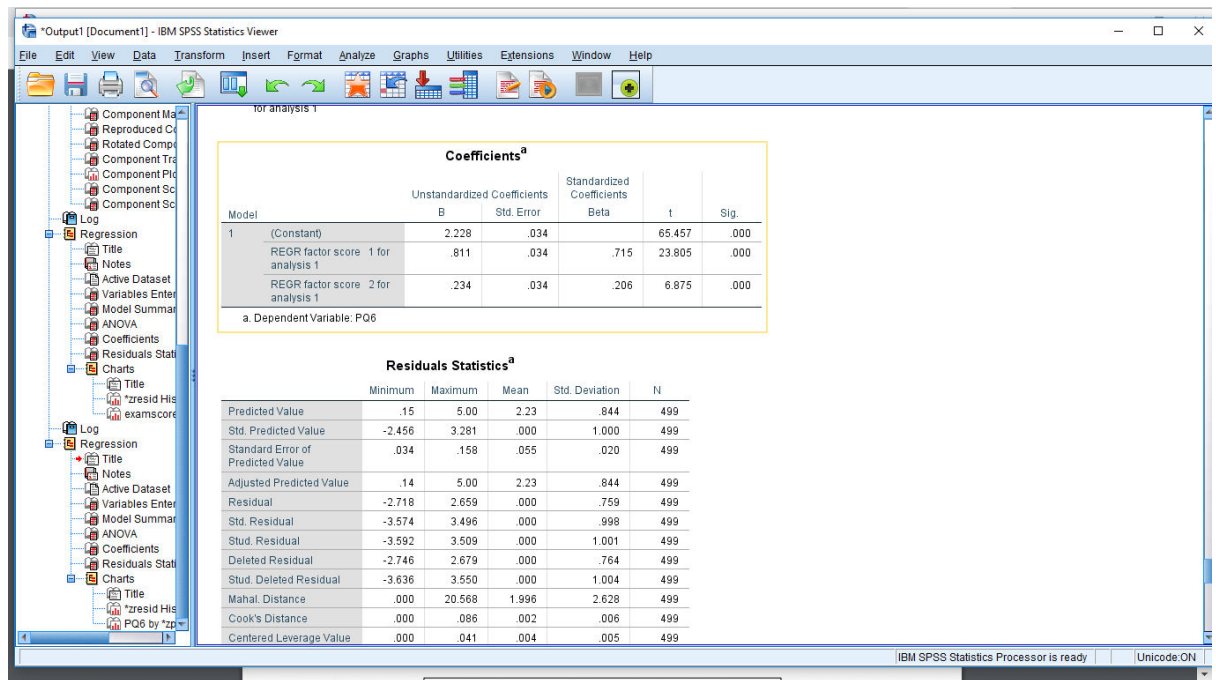 *Output1 [Document1] - IBM SPSS Statistics Viewer
File Edit View Data Transform Insert Format Analyze Graphs Utilities Extensions Window Help
Component Ma
Reproduced Co
Rotated Compo
Component Tra
Component Plo
Component Sc
Component Sc
Log
Regression
Title
Notes
Active Dataset
Variables Enter
Model Summar
ANOVA
Coefficients
Residuals Stati
Charts
Title
*zresid His
examscore
Log
Regression
Title
Notes
Active Dataset
Variables Enter
Model Summar
ANOVA
Coefficients
Residuals Stati
Charts
Title
*zresid His
PQ6 by *zp
for analysis 1
Coefficientsa
Unstandardized Coefficients Standardized Coefficients
Model B Std. Error Beta t Sig.
1 (Constant) 2.228 .034 65.457 .000
REGR factor score 1 for analysis 1 .811 .034 .715 23.805 .000
REGR factor score 2 for analysis 1 .234 .034 .206 6.875 .000
a. Dependent Variable: PQ6
Residuals Statisticsa
Minimum Maximum Mean Std. Deviation N
Predicted Value .15 5.00 2.23 .844 499
Std. Predicted Value -2.456 3.281 .000 1.000 499
Standard Error of Predicted Value .034 .158 .055 .020 499
Adjusted Predicted Value .14 5.00 2.23 .844 499
Residual -2.718 2.659 .000 .759 499
Std. Residual -3.574 3.496 .000 .998 499
Stud. Residual -3.592 3.509 .000 1.001 499
Deleted Residual -2.746 2.679 .000 .764 499
Stud. Deleted Residual -3.636 3.550 .000 1.004 499
Mahal. Distance .000 20.568 1.996 2.628 499
Cook's Distance .000 .086 .002 .006 499
Centered Leverage Value .000 .041 .004 .005 499
IBM SPSS Statistics Processor is ready Unicode:ON